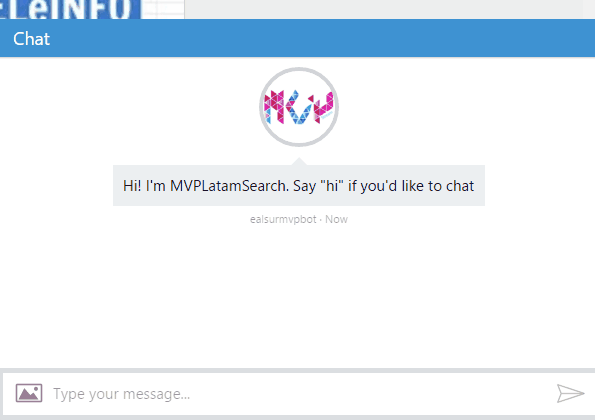 ELeINFO
Chat
MVP
Hi! I'm MVPLatamSearch. Say "hi" if you'd like to chat
ealsurmvpbot · Now
Type your message...